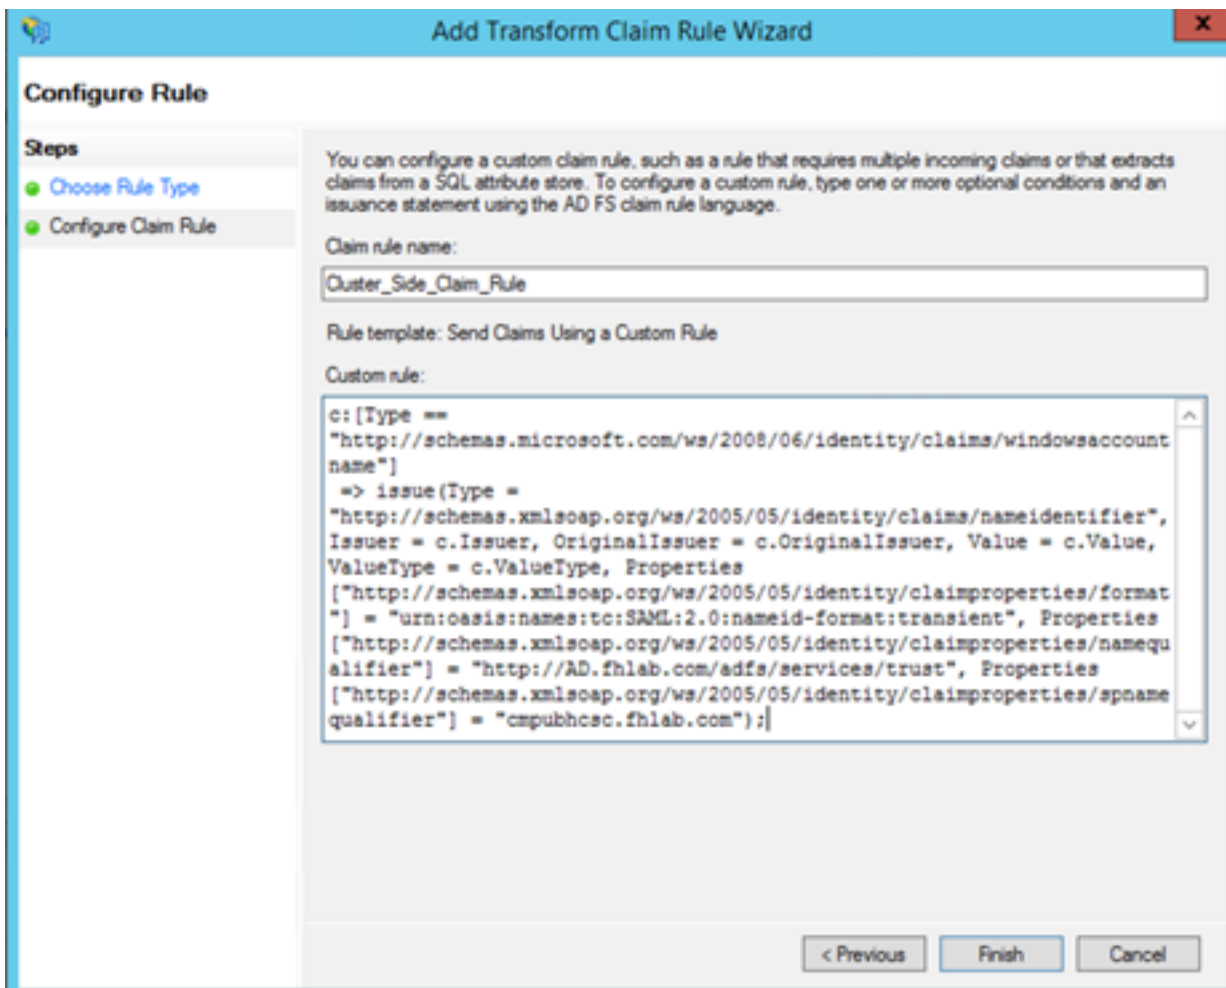 Add Transform Claim Rule Wizard
Configure Rule
Steps
Choose Rule Type
Configure Claim Rule
You can configure a custom claim rule, such as a rule that requires multiple incoming claims or that extracts
claims from a SQL attribute store. To configure a custom rule, type one or more optional conditions and an
issuance statement using the AD FS claim rule language.
Claim rule name:
Cluster_Side_Claim_Rule
Rule template: Send Claims Using a Custom Rule
Custom rule:
c:[Type ==
"http://schemas.microsoft.com/ws/2008/06/identity/claims/windowsaccount
name"]
=> issue(Type =
"http://schemas.xmlsoap.org/ws/2005/05/identity/claims/nameidentifier",
Issuer = c.Issuer, OriginalIssuer = c.OriginalIssuer, Value = c.Value,
ValueType = c.ValueType, Properties
["http://schemas.xmlsoap.org/ws/2005/05/identity/claimproperties/format
"] = "urn:oasis:names:tc:SAML:2.0:nameid-format:transient", Properties
["http://schemas.xmlsoap.org/ws/2005/05/identity/claimproperties/namequ
alifier"] = "http://AD.fhlab.com/adfs/services/trust", Properties
["http://schemas.xmlsoap.org/ws/2005/05/identity/claimproperties/spname
qualifier"] = "cmpubhcsc.fhlab.com");
< Previous
Finish
Cancel